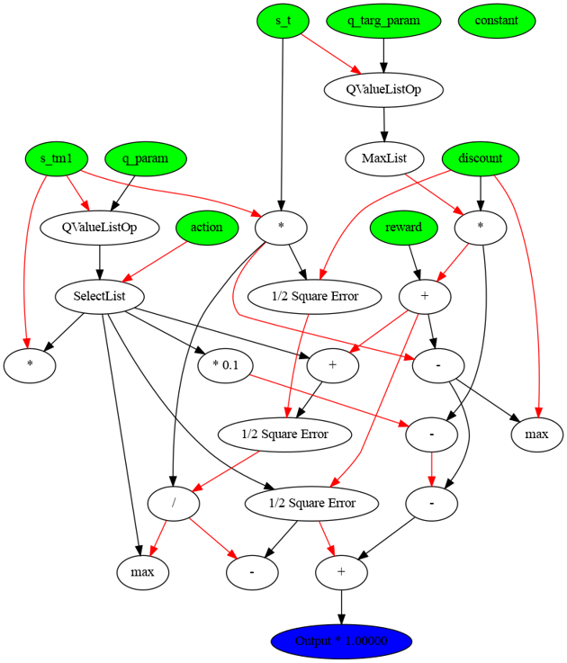 s_t
q_targ_param
constant
QValueListOp
s_tm1
q_param
MaxList
discount
QValueListOp
action
*
reward
*
SelectList
1/2 Square Error
+
*
* 0.1
+
-
1/2 Square Error
-
max
/
1/2 Square Error
-
max
-
+
Output * 1.00000